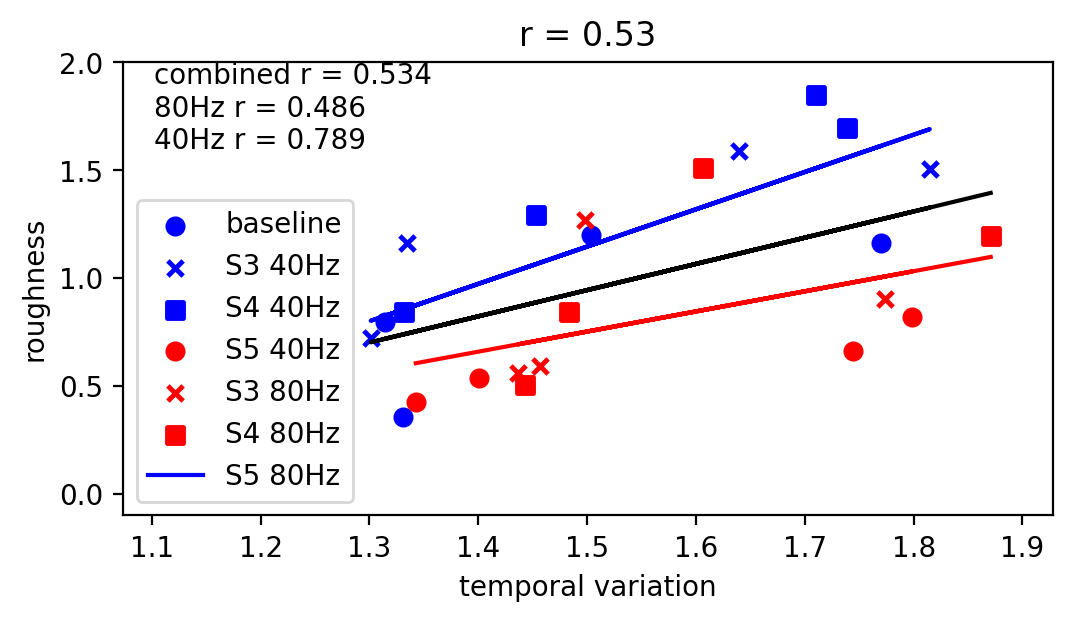 r = 0.53
combined r = 0.534
80Hz r = 0.486
40Hz r = 0.789
baseline
S3 40Hz
S4 40Hz
S5 40Hz
S3 80Hz
S4 80Hz
S5 80Hz
roughness
2.0
1.5
1.0
0.5
0.0
1.1 1.2 1.3 1.4 1.5 1.6 1.7 1.8 1.9
temporal variation